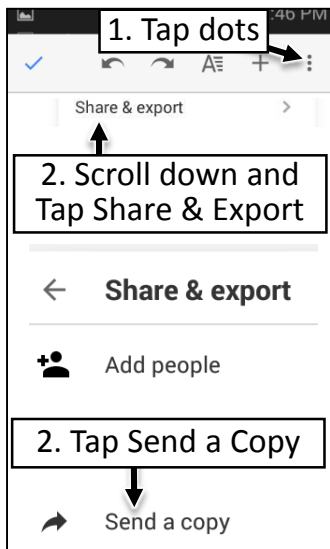 :46 PM
1. Tap dots
Share & export
2. Scroll down and
Tap Share & Export
Share & export
Add people
2. Tap Send a Copy
Send a copy